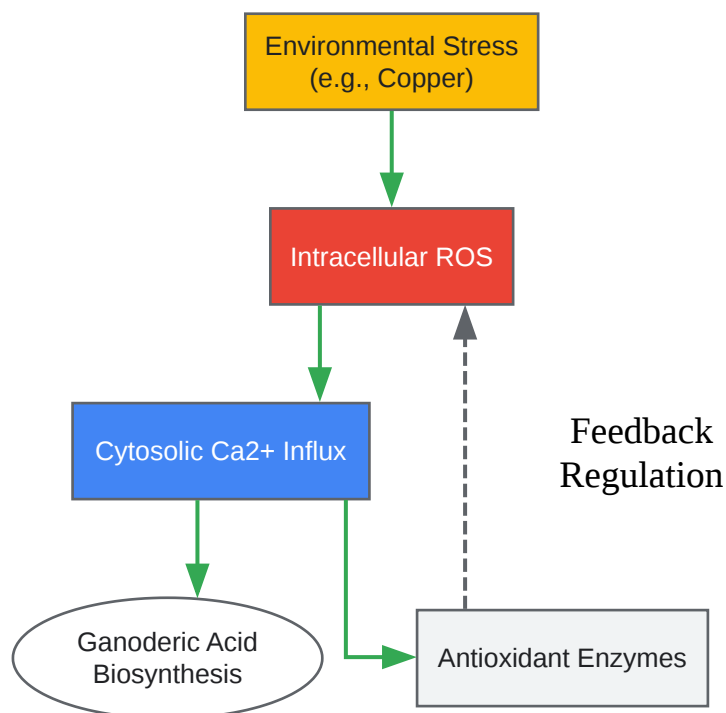 Environmental Stress
(e.g., Copper)
Intracellular ROS
Cytosolic Ca2+ Influx
Feedback
Regulation
Ganoderic Acid
Biosynthesis
Antioxidant Enzymes